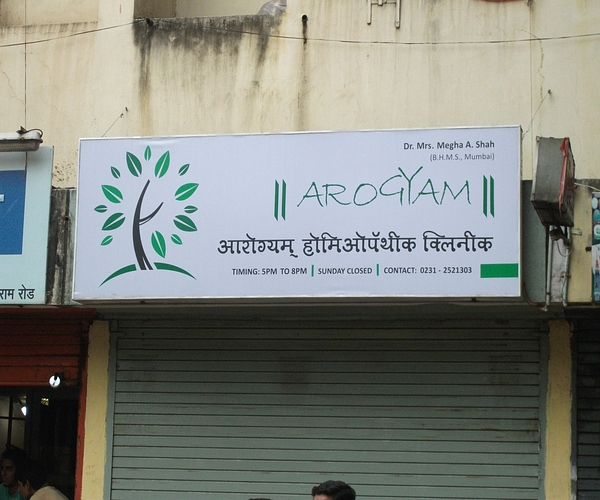 Dr. Mrs. Megha A. Shah
(B.H.M.S., Mumbai)
|| AROGYAM ||
आरोग्यम् होमिओपॅथीक क्लिनीक
TIMING: 5PM TO 8PM | SUNDAY CLOSED | CONTACT: 0231 - 2521303
राम रोड